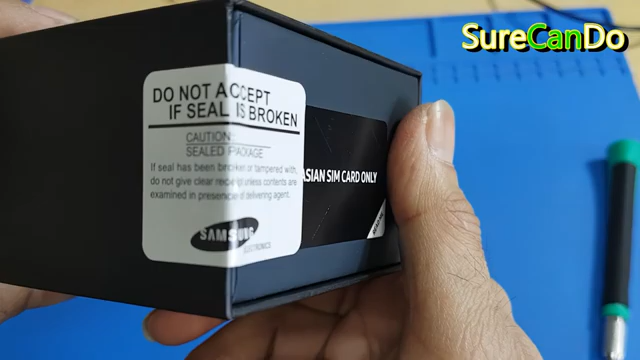 SureCanDo
DO NOT ACCEPT
IF SEAL IS BROKEN
CAUTION:
SEALED PACKAGE
If seal has been broken or tampered with,
do not give clear receipt unless contents are
examined in presence of delivering agent.
SAMSUNG
ELECTRONICS
ASIAN SIM CARD ONLY